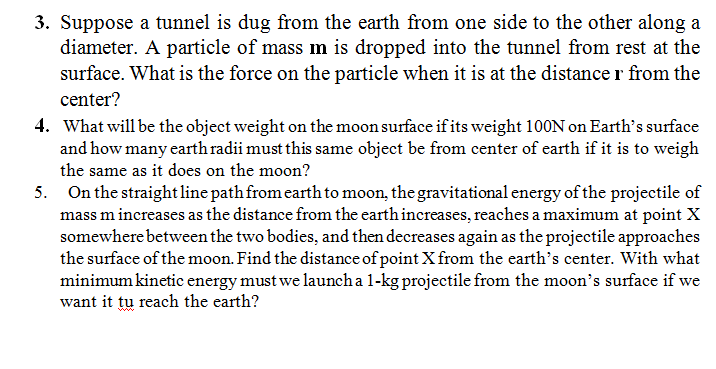 3. Suppose a tunnel is dug from the earth from one side to the other along a
diameter. A particle of mass m is dropped into the tunnel from rest at the
surface. What is the force on the particle when it is at the distance r from the
center?
4. What will be the object weight on the moon surface if its weight 100N on Earth's surface
and how many earth radii must this same object be from center of earth if it is to weigh
the same as it does on the moon?
5. On the straight line path from earth to moon, the gravitational energy of the projectile of
mass m increases as the distance from the earth increases, reaches a maximum at point X
somewhere between the two bodies, and then decreases again as the projectile approaches
the surface of the moon. Find the distance of point X from the earth's center. With what
minimum kinetic energy must we launch a 1-kg projectile from the moon's surface if we
want it tu reach the earth?